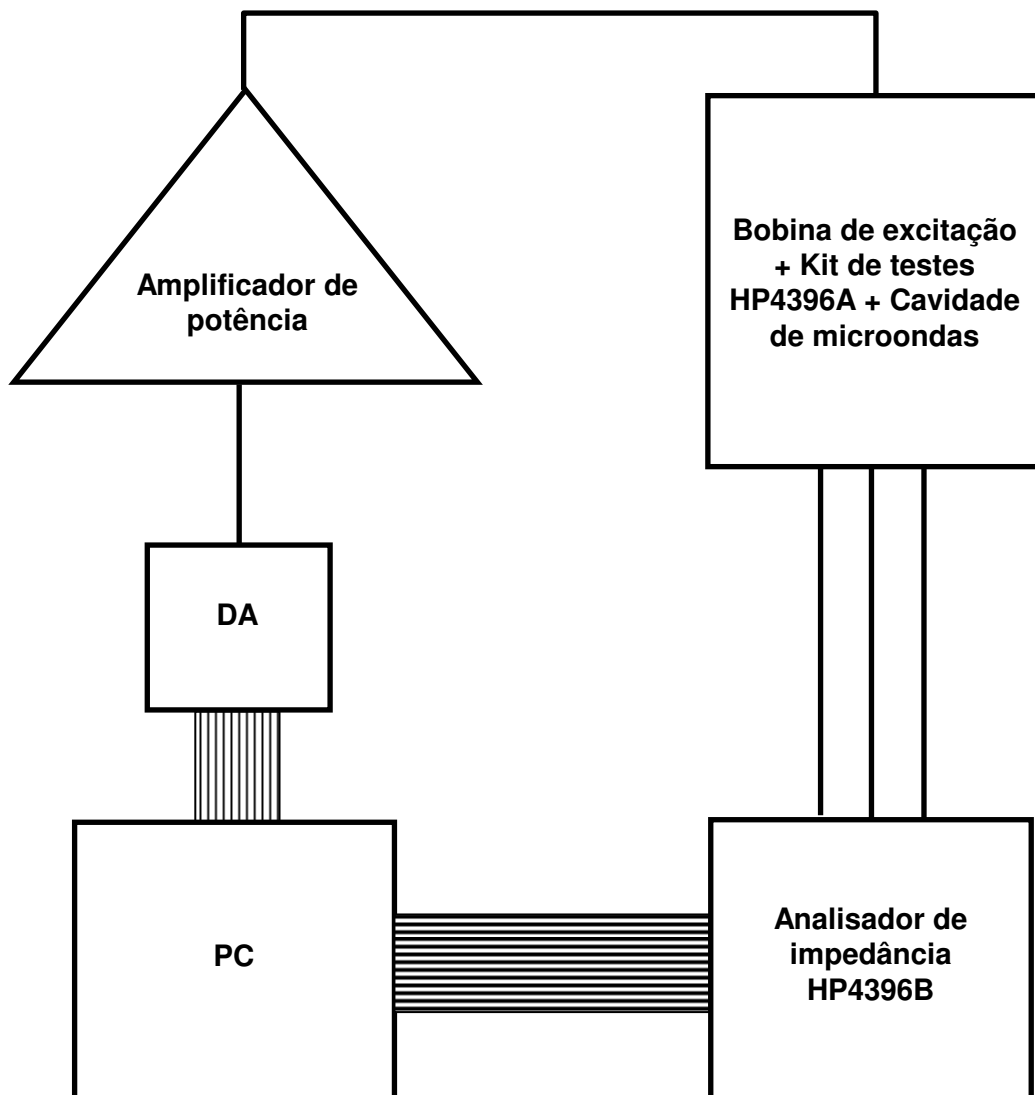 Bobina de excitação
+ Kit de testes
HP4396A + Cavidade
de microondas
Amplificador de
potência
DA
PC
Analisador de
impedância
HP4396B